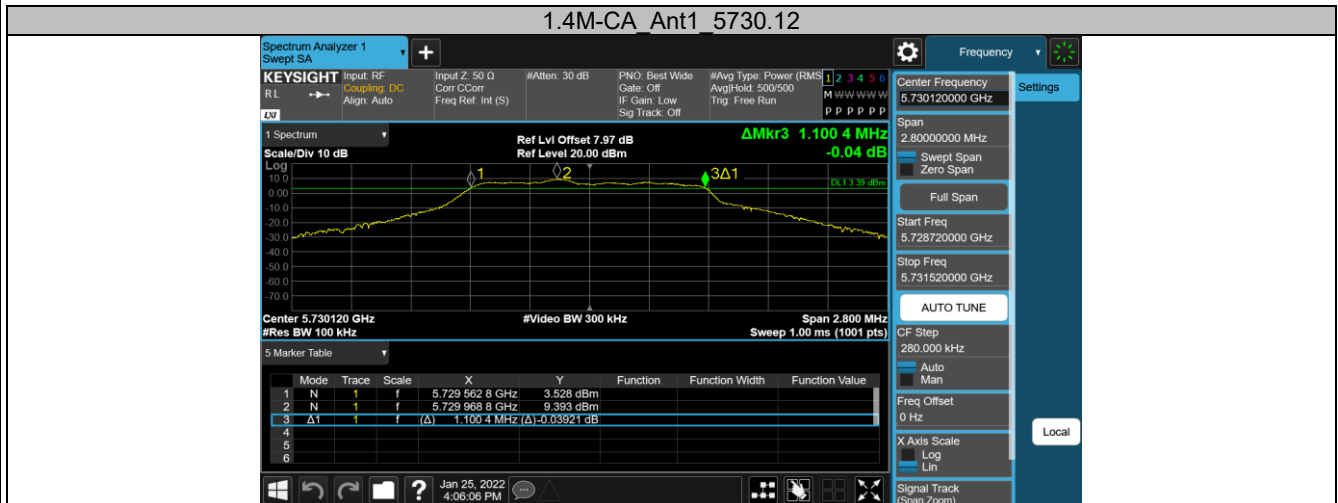 1.4M-CA_Ant1_5730.12
Spectrum Analyzer 1
Swept SA
+
Frequency
KEYSIGHT
RL
LXI
Input: RF
Coupling: DC
Align: Auto
Input Z: 50 Ω
Corr CCorr
Freq Ref: Int (S)
#Atten: 30 dB
PNO: Best Wide
Gate: Off
IF Gain: Low
Sig Track: Off
#Avg Type: Power (RMS
Avg|Hold: 500/500
Trig: Free Run
1 2 3 4 5 6
M W W W W W
P P P P P P
1 Spectrum
Scale/Div 10 dB
Ref Lvl Offset 7.97 dB
Ref Level 20.00 dBm
ΔMkr3 1.100 4 MHz
-0.04 dB
Log
10.0
0.00
-10.0
-20.0
-30.0
-40.0
-50.0
-60.0
-70.0
1
2
3Δ1
DL1 3.39 dBm
Center 5.730120 GHz
#Video BW 300 kHz
Span 2.800 MHz
#Res BW 100 kHz
Sweep 1.00 ms (1001 pts)
5 Marker Table
Mode Trace Scale X Y Function Function Width Function Value
1 N 1 f 5.729 562 8 GHz 3.528 dBm
2 N 1 f 5.729 968 8 GHz 9.393 dBm
3 Δ1 1 f (Δ) 1.100 4 MHz (Δ) -0.03921 dB
4
5
6
Jan 25, 2022
4:06:06 PM
?
Center Frequency
5.730120000 GHz
Settings
Span
2.80000000 MHz
Swept Span
Zero Span
Full Span
Start Freq
5.728720000 GHz
Stop Freq
5.731520000 GHz
AUTO TUNE
CF Step
280.000 kHz
Auto
Man
Freq Offset
0 Hz
Local
X Axis Scale
Log
Lin
Signal Track
(Span Zoom)